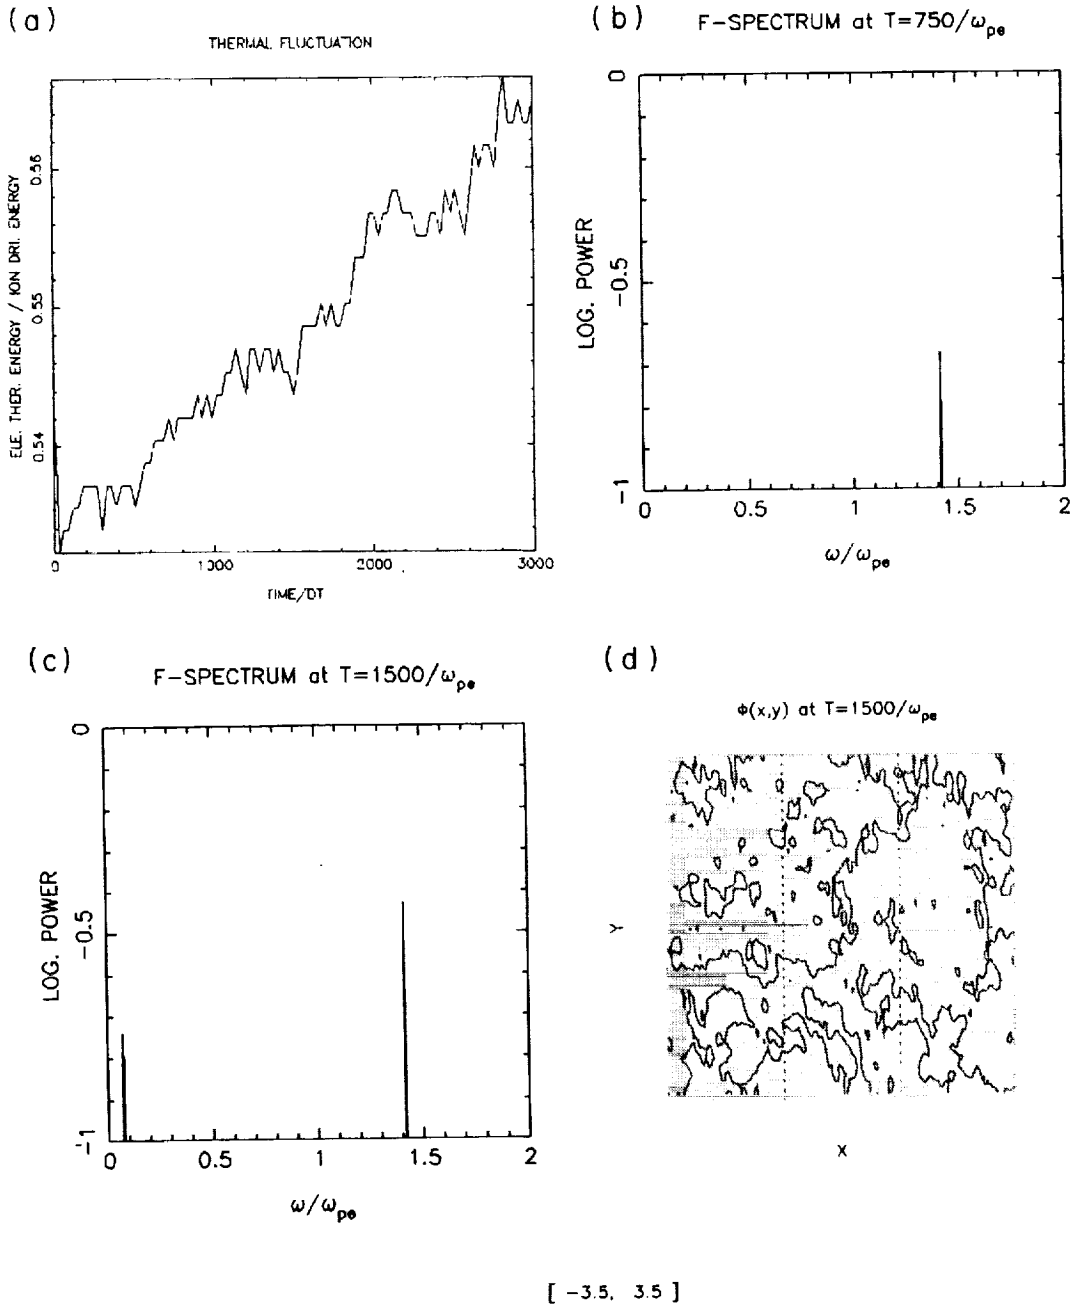 (a)
THERMAL FLUCTUATION
ELE. THER. ENERGY / ION DRI. ENERGY
0.56
0.55
0.54
0 1000 2000 3000
TIME/DT
(b)
F-SPECTRUM at T=750/ωpe
LOG. POWER
0
-0.5
-1
0 0.5 1 1.5 2
ω/ωpe
(c)
F-SPECTRUM at T=1500/ωpe
LOG. POWER
0
-0.5
-1
0 0.5 1 1.5 2
ω/ωpe
(d)
Φ(x,y) at T=1500/ωpe
Y
X
[ -3.5, 3.5 ]